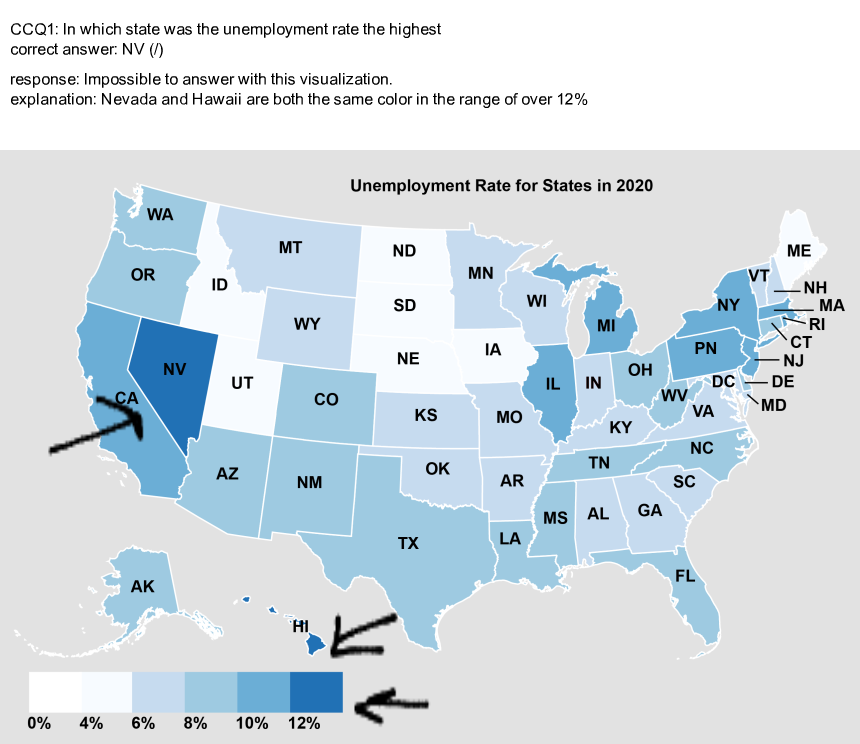 CCQ1: In which state was the unemployment rate the highest
correct answer: NV (/)
response: Impossible to answer with this visualization.
explanation: Nevada and Hawaii are both the same color in the range of over 12%
Unemployment Rate for States in 2020
WA
MT
ND
ME
MN
VT
OR
ID
NH
SD
WI
NY
MA
WY
MI
RI
CT
IA
PN
NE
NJ
NV
UT
OH
IL
IN
DC
DE
CO
CA
WV
MD
KS
MO
VA
KY
NC
TN
AZ
OK
NM
AR
SC
GA
AL
MS
LA
TX
FL
AK
HI
0% 4% 6% 8% 10% 12%